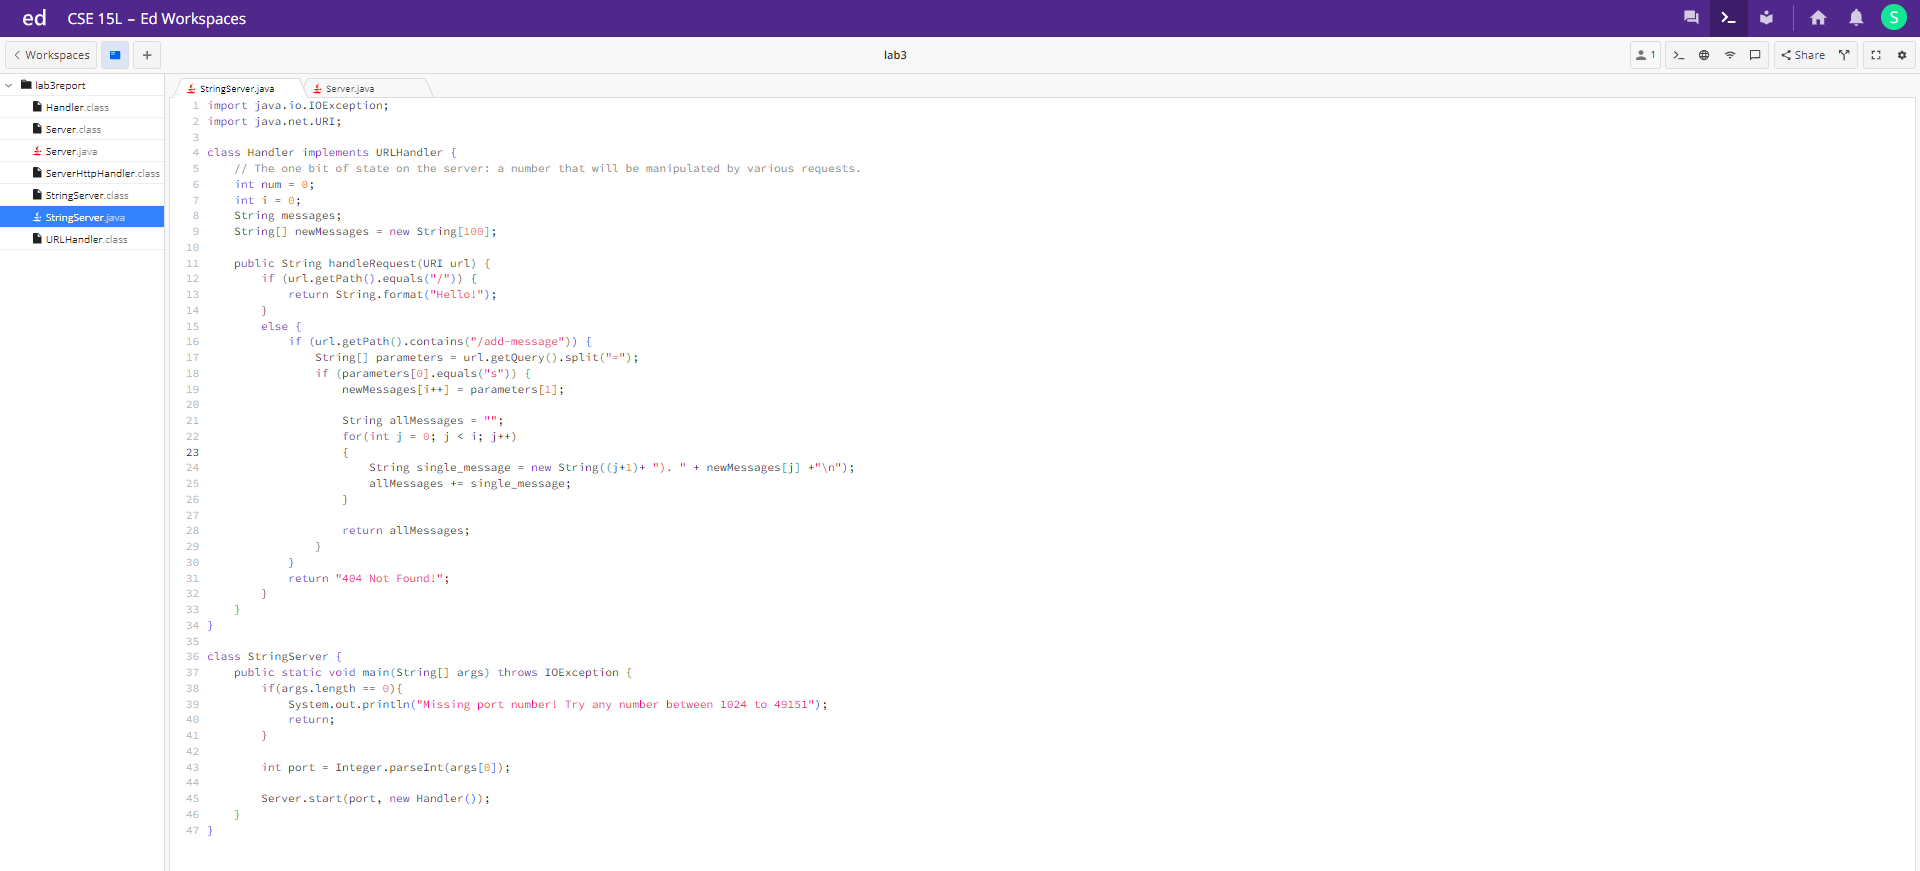 ed CSE 15L – Ed Workspaces S
Workspaces + lab3 1 Share
lab3report
Handler.class
Server.class
Server.java
ServerHttpHandler.class
StringServer.class
StringServer.java
URLHandler.class
StringServer.java Server.java
1 import java.io.IOException;
2 import java.net.URI;
3
4 class Handler implements URLHandler {
5     // The one bit of state on the server: a number that will be manipulated by various requests.
6     int num = 0;
7     int i = 0;
8     String messages;
9     String[] newMessages = new String[100];
10
11     public String handleRequest(URI url) {
12         if (url.getPath().equals("/")) {
13             return String.format("Hello!");
14         }
15         else {
16             if (url.getPath().contains("/add-message")) {
17                 String[] parameters = url.getQuery().split("=");
18                 if (parameters[0].equals("s")) {
19                     newMessages[i++] = parameters[1];
20
21                     String allMessages = "";
22                     for(int j = 0; j < i; j++)
23                     {
24                         String single_message = new String((j+1)+ "). " + newMessages[j] +"\n");
25                         allMessages += single_message;
26                     }
27
28                     return allMessages;
29                 }
30             }
31             return "404 Not Found!";
32         }
33     }
34 }
35
36 class StringServer {
37     public static void main(String[] args) throws IOException {
38         if(args.length == 0){
39             System.out.println("Missing port number! Try any number between 1024 to 49151");
40             return;
41         }
42
43         int port = Integer.parseInt(args[0]);
44
45         Server.start(port, new Handler());
46     }
47 }